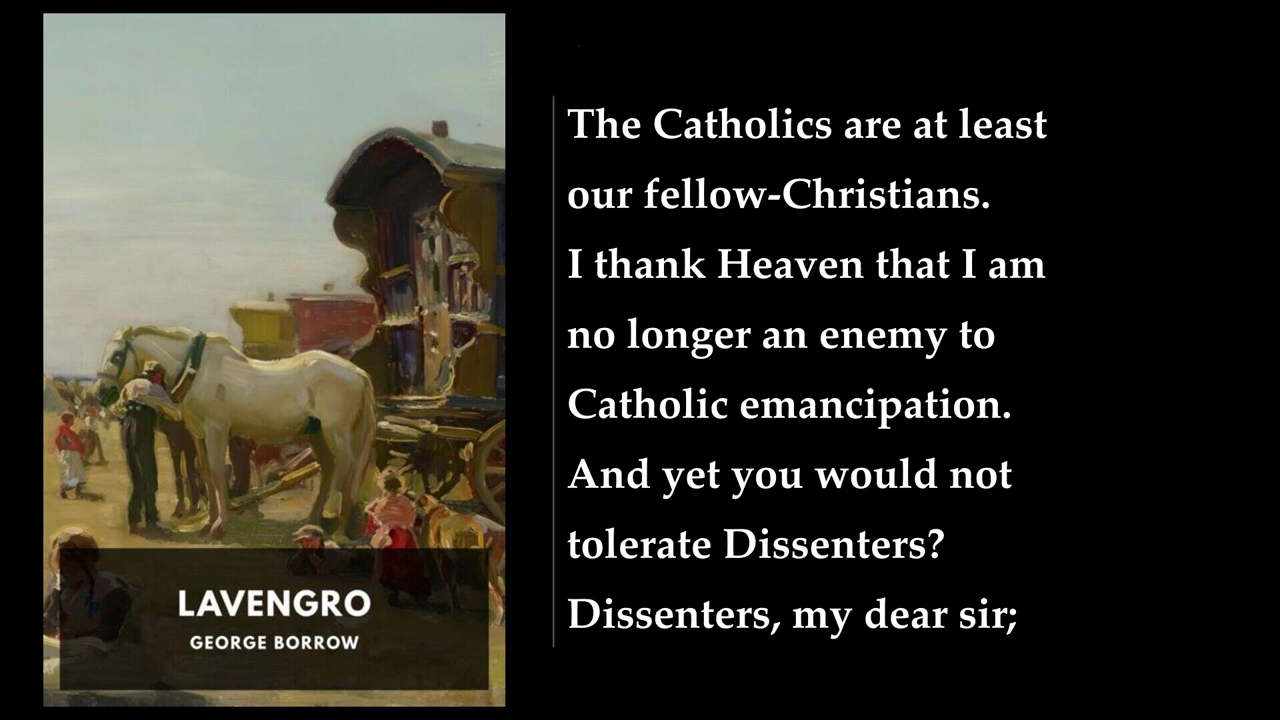 LAVENGRO
GEORGE BORROW
The Catholics are at least
our fellow-Christians.
I thank Heaven that I am
no longer an enemy to
Catholic emancipation.
And yet you would not
tolerate Dissenters?
Dissenters, my dear sir;